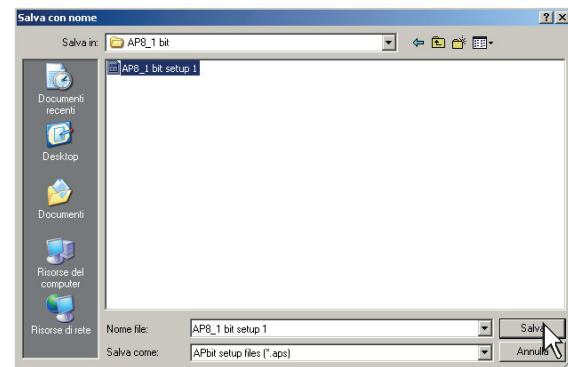 Salva con nome
Salva in: AP8_1 bit
AP8_1 bit setup 1
Documenti
recenti
Desktop
Documenti
Risorse del
computer
Risorse di rete
Nome file: AP8_1 bit setup 1 Salva
Salva come: APbit setup files (*.aps) Annulla